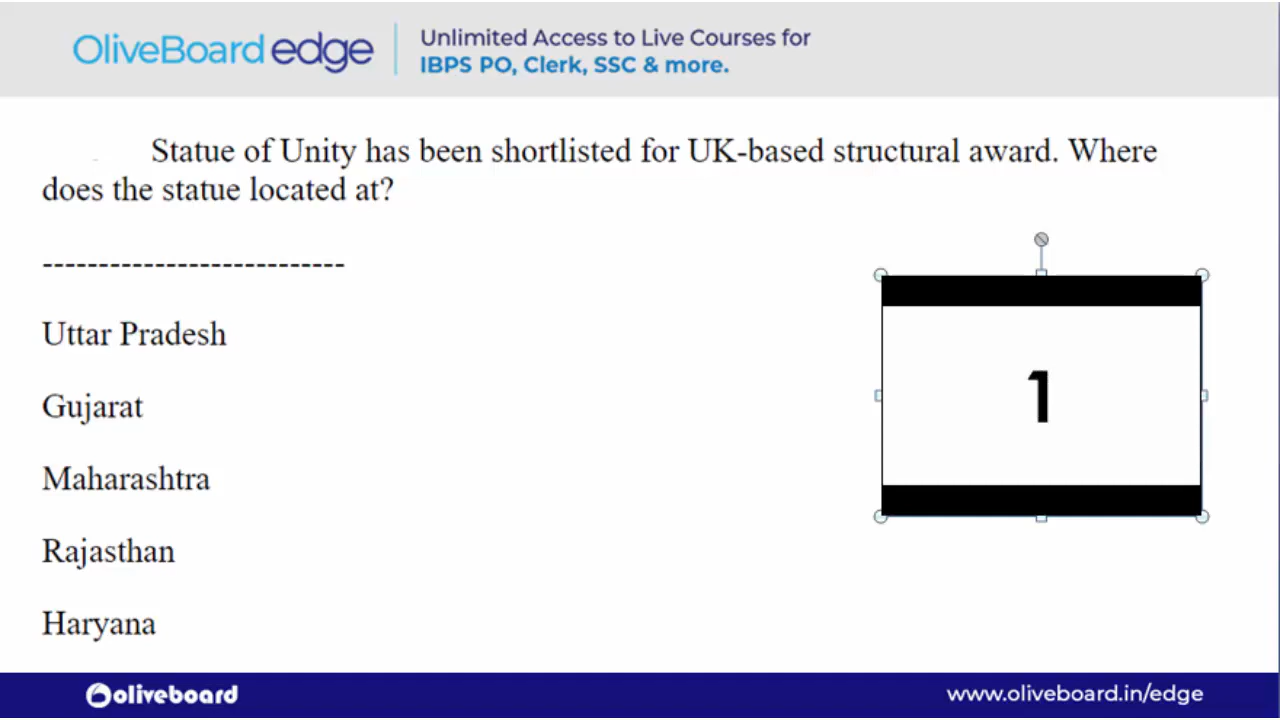 OliveBoard edge
Unlimited Access to Live Courses for
IBPS PO, Clerk, SSC & more.
Statue of Unity has been shortlisted for UK-based structural award. Where
does the statue located at?
---------------------------
Uttar Pradesh
Gujarat
1
Maharashtra
Rajasthan
Haryana
oliveboard
www.oliveboard.in/edge